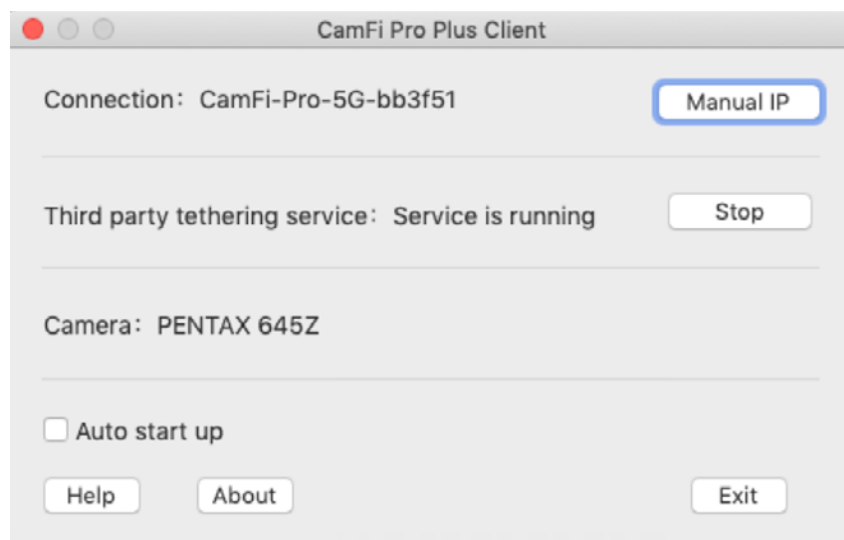 CamFi Pro Plus Client
Connection: CamFi-Pro-5G-bb3f51 Manual IP
Third party tethering service: Service is running Stop
Camera: PENTAX 645Z
Auto start up
Help About Exit